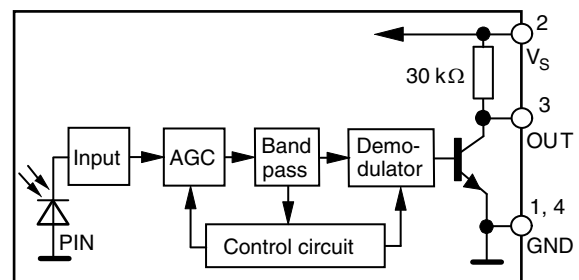 2
V_S
30 kΩ
3
OUT
Input
AGC
Band
pass
Demo-
dulator
1, 4
GND
PIN
Control circuit